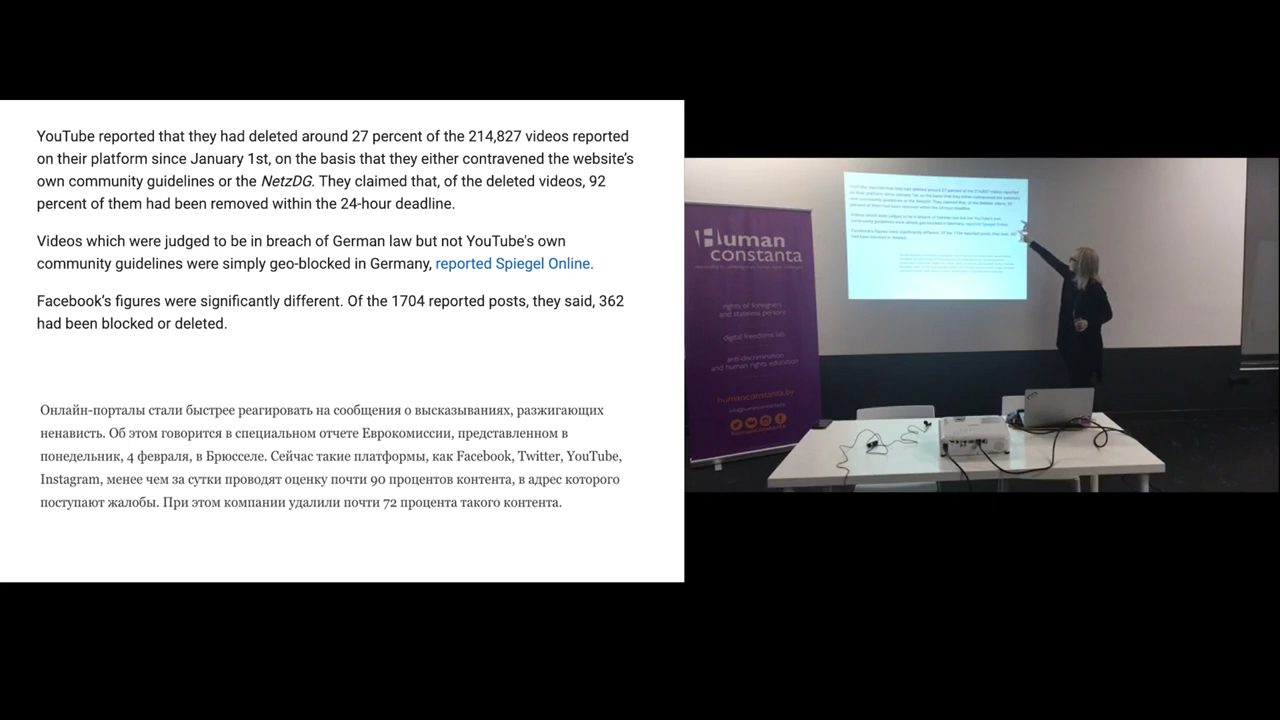 YouTube reported that they had deleted around 27 percent of the 214,827 videos reported
on their platform since January 1st, on the basis that they either contravened the website's
own community guidelines or the NetzDG. They claimed that, of the deleted videos, 92
percent of them had been removed within the 24-hour deadline.
Videos which were judged to be in breach of German law but not YouTube's own
community guidelines were simply geo-blocked in Germany, reported Spiegel Online.
Facebook's figures were significantly different. Of the 1704 reported posts, they said, 362
had been blocked or deleted.
Онлайн-порталы стали быстрее реагировать на сообщения о высказываниях, разжигающих
ненависть. Об этом говорится в специальном отчете Еврокомиссии, представленном в
понедельник, 4 февраля, в Брюсселе. Сейчас такие платформы, как Facebook, Twitter, YouTube,
Instagram, менее чем за сутки проводят оценку почти 90 процентов контента, в адрес которого
поступают жалобы. При этом компании удалили почти 72 процента такого контента.
Human
constanta
rights of foreigners
and stateless persons
digital freedoms lab
anti-discrimination
and human rights education
humanconstanta.by